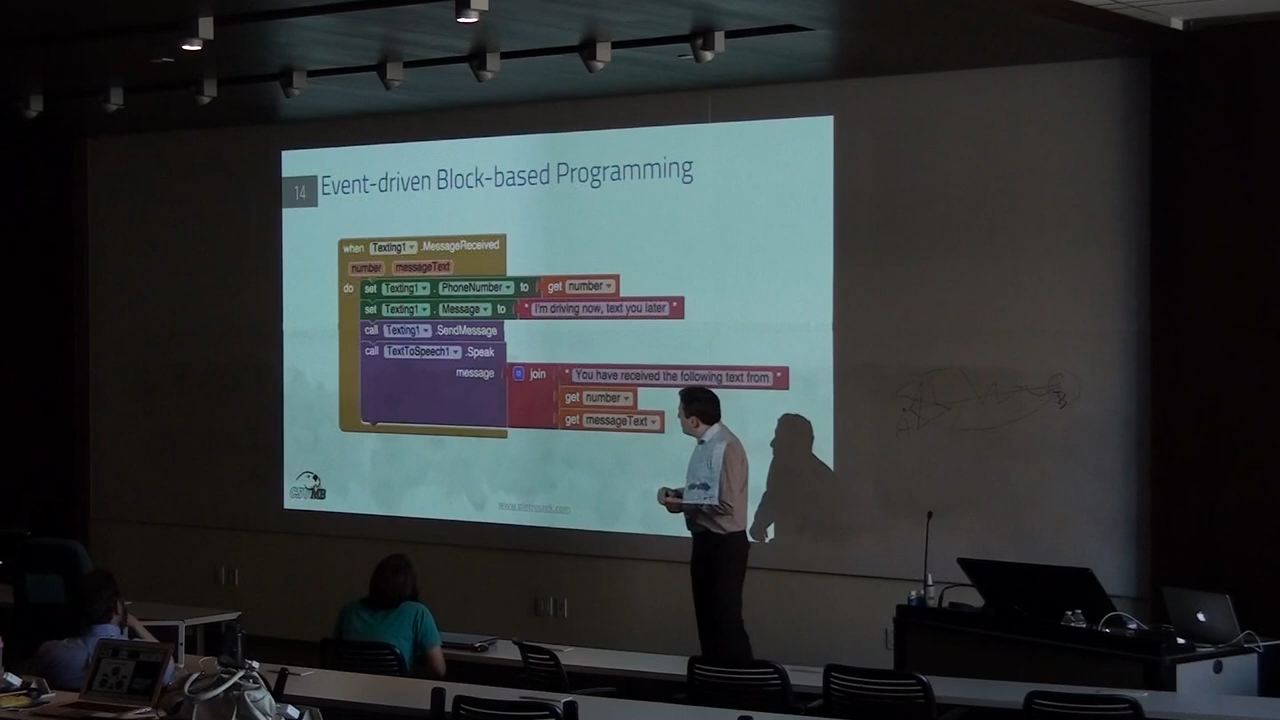 14 Event-driven Block-based Programming
when Texting1 .MessageReceived
number messageText
do set Texting1 . PhoneNumber to get number
set Texting1 . Message to " I'm driving now, text you later "
call Texting1 .SendMessage
call TextToSpeech1 .Speak
message join " You have received the following text from "
get number
get messageText
CSUMB